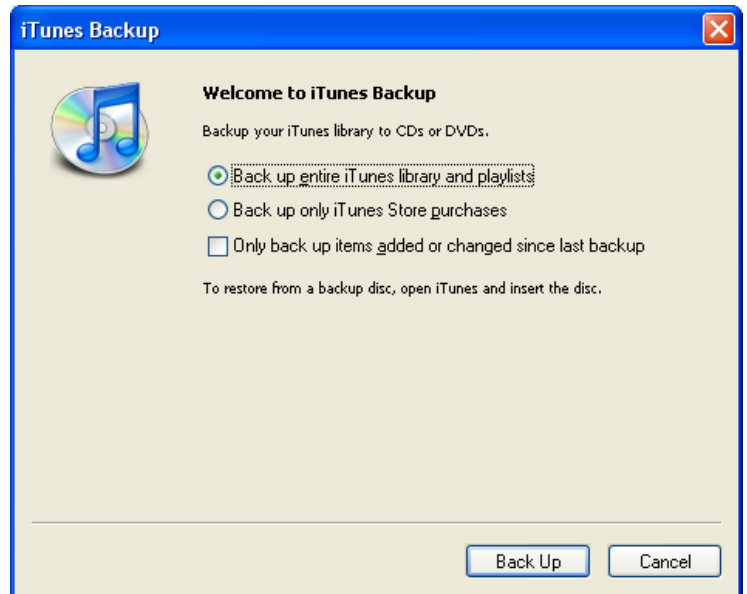 iTunes Backup
Welcome to iTunes Backup
Backup your iTunes library to CDs or DVDs.
Back up entire iTunes library and playlists
Back up only iTunes Store purchases
Only back up items added or changed since last backup
To restore from a backup disc, open iTunes and insert the disc.
Back Up Cancel